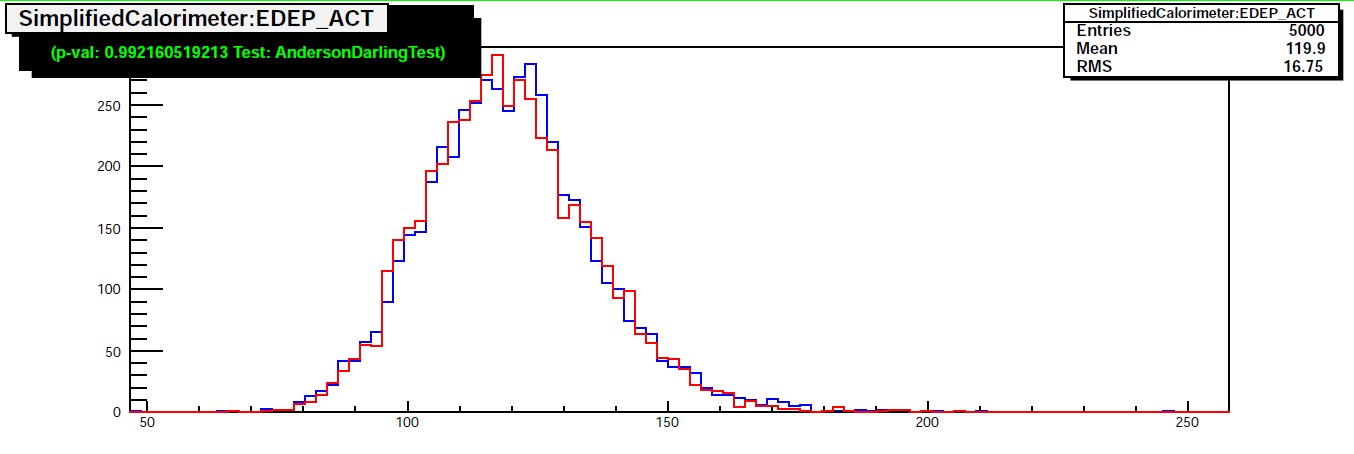 SimplifiedCalorimeter:EDEP_ACT
(p-val: 0.992160519213 Test: AndersonDarlingTest)
SimplifiedCalorimeter:EDEP_ACT
Entries 5000
Mean 119.9
RMS 16.75
250
200
150
100
50
0
50 100 150 200 250